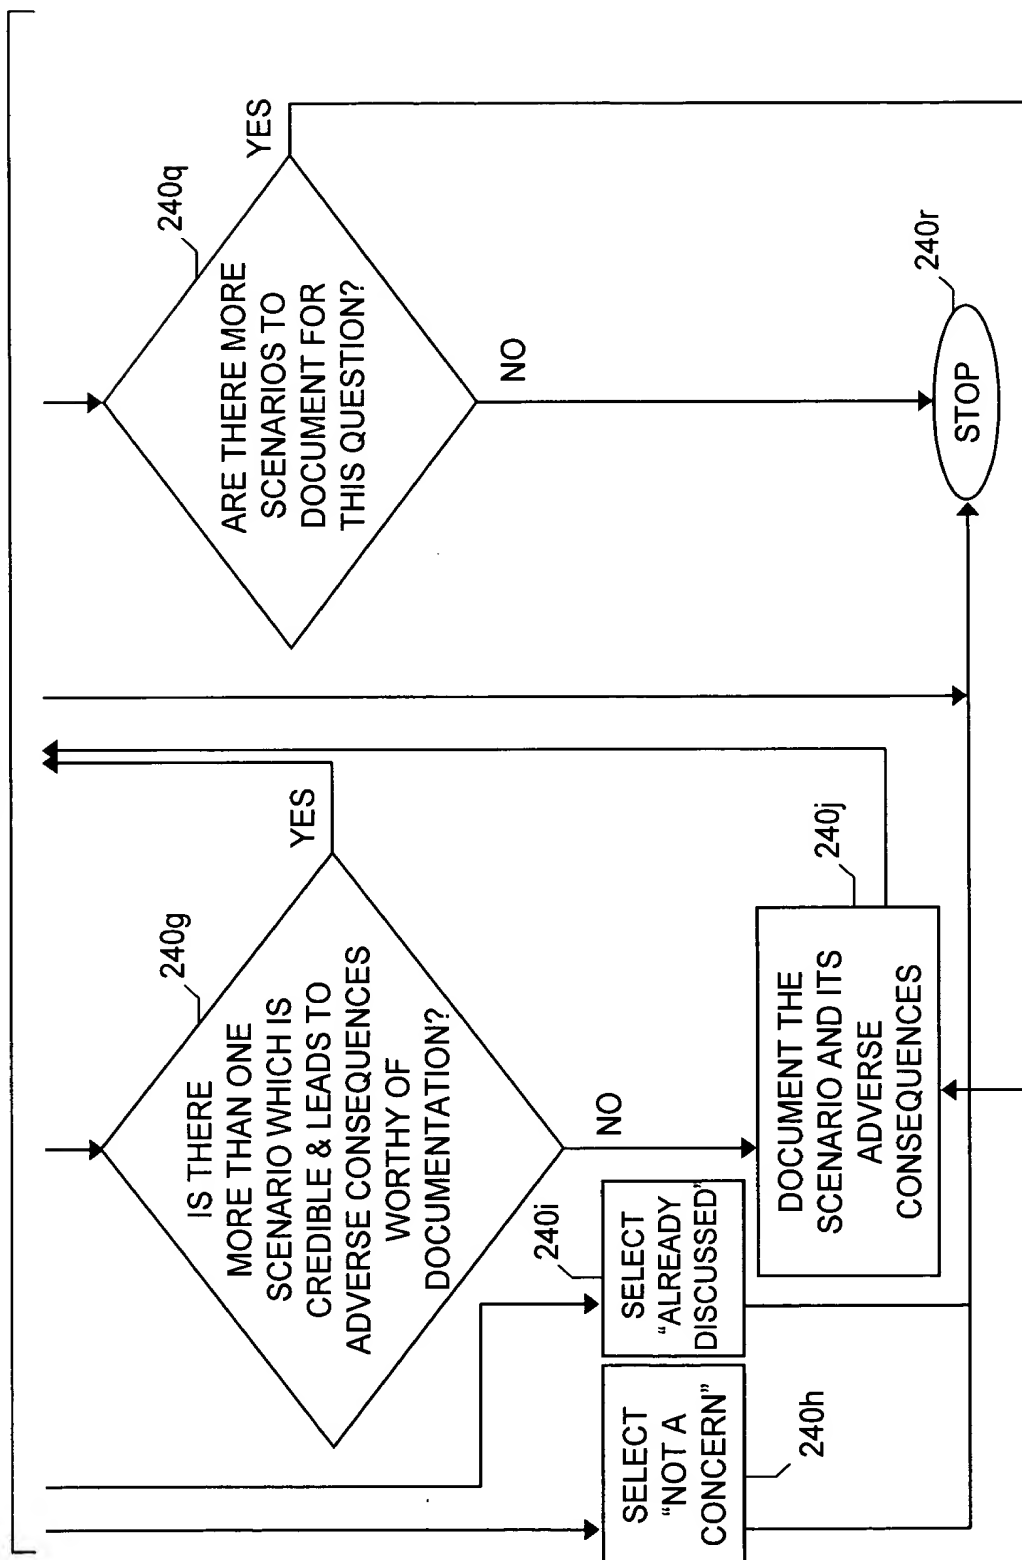 IS THERE
MORE THAN ONE
SCENARIO WHICH IS
CREDIBLE & LEADS TO
ADVERSE CONSEQUENCES
WORTHY OF
DOCUMENTATION?
240g
YES
NO
ARE THERE MORE
SCENARIOS TO
DOCUMENT FOR
THIS QUESTION?
240q
YES
NO
SELECT
“NOT A
CONCERN”
240h
SELECT
“ALREADY
DISCUSSED”
240i
DOCUMENT THE
SCENARIO AND ITS
ADVERSE
CONSEQUENCES
240j
STOP
240r